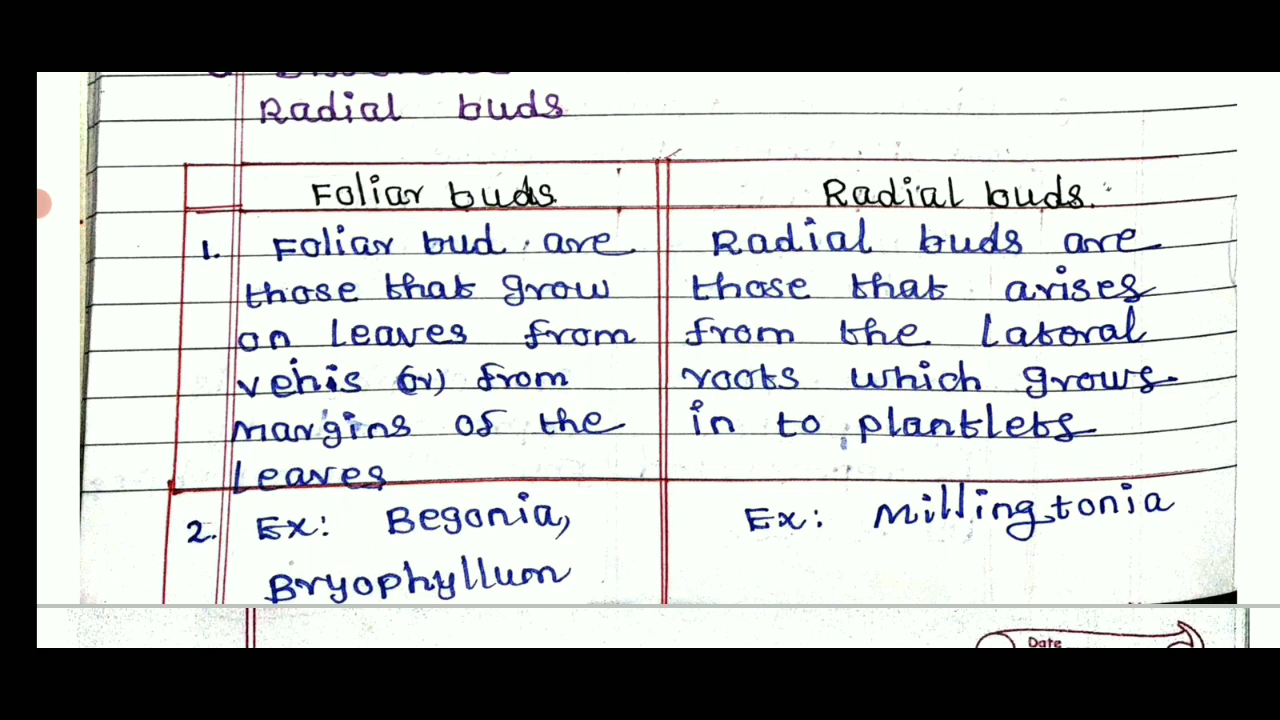 Radial buds
Foliar buds
Radial buds.
1. Foliar bud are
those that grow
on leaves from
vehis (or) from
margins of the
leaves
Radial buds are
those that arises
from the Latoral
roots which grows
in to plantlets
2. Ex: Begonia,
Bryophyllum
Ex: Millingtonia
Date